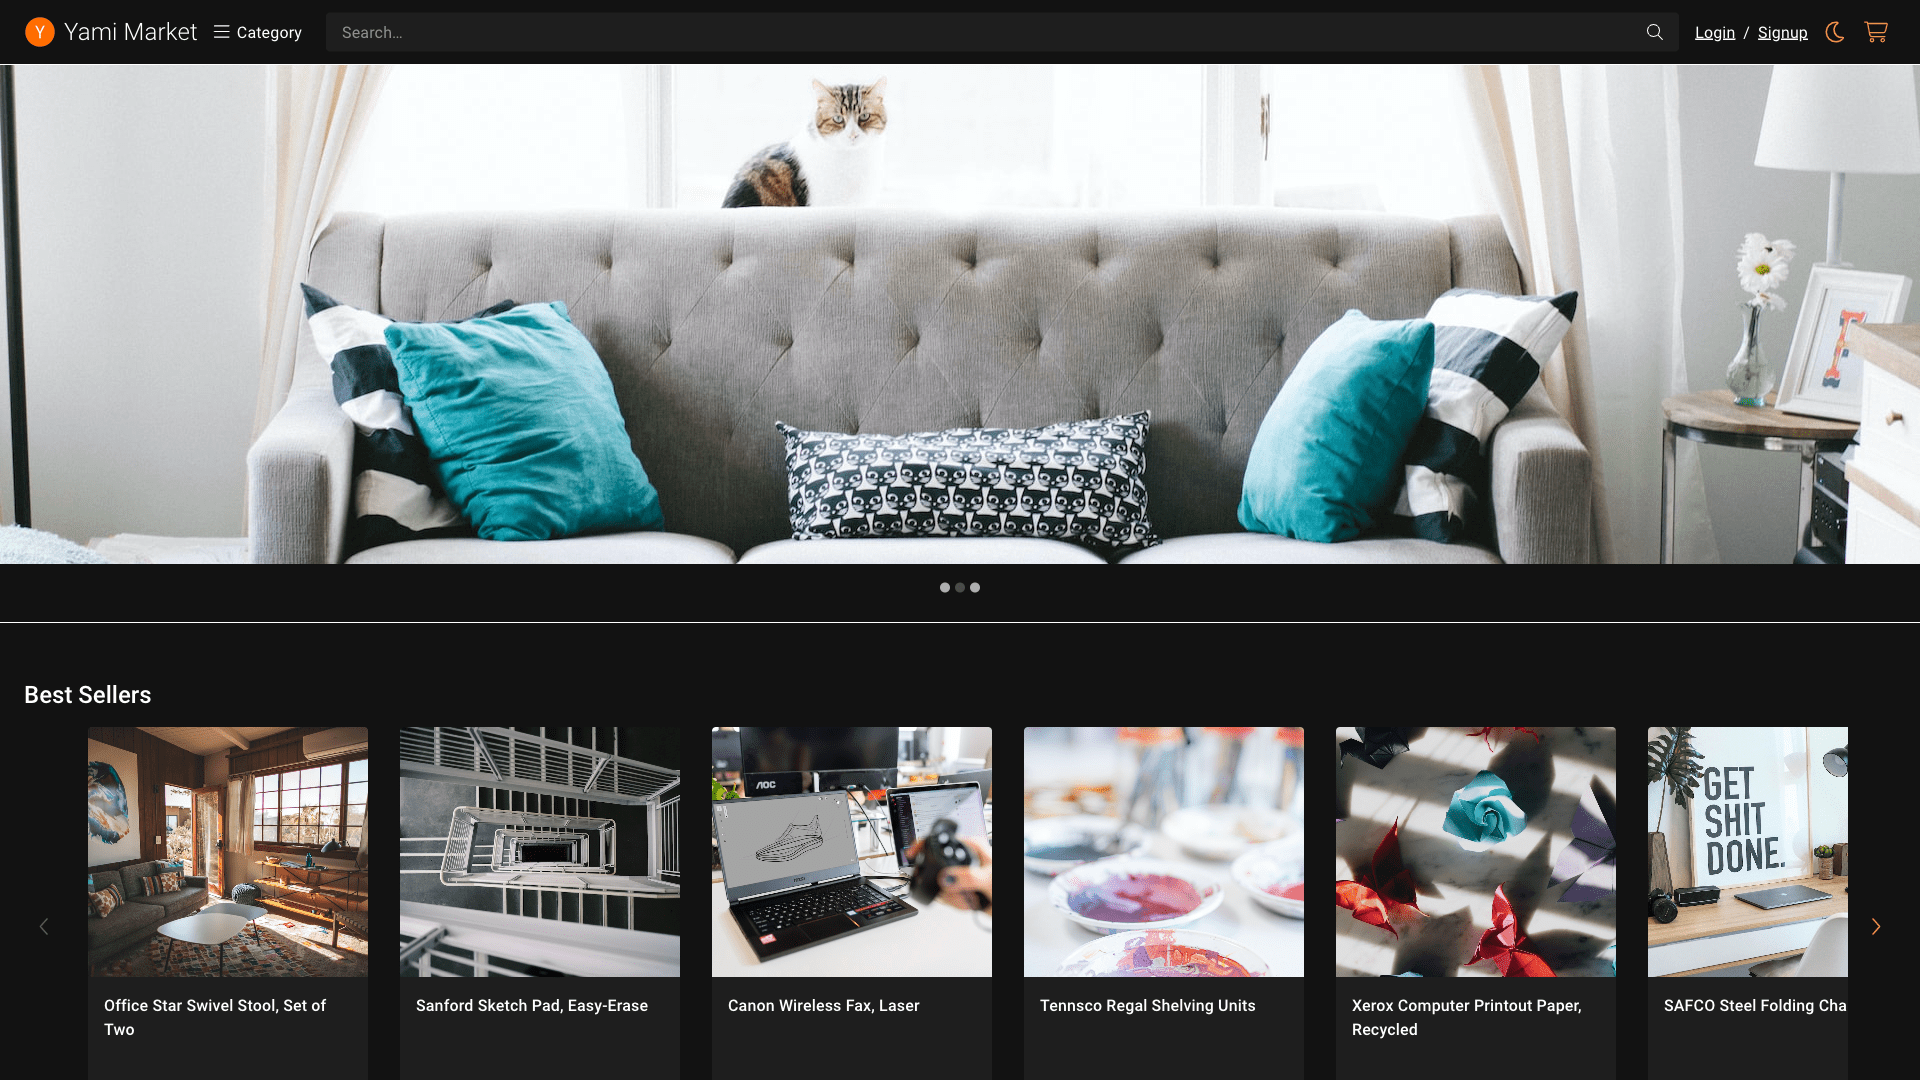 Y Yami Market Category Search... Login / Signup
Best Sellers
AOC
GET
SHIT
DONE.
Office Star Swivel Stool, Set of
Two
Sanford Sketch Pad, Easy-Erase
Canon Wireless Fax, Laser
Tennsco Regal Shelving Units
Xerox Computer Printout Paper,
Recycled
SAFCO Steel Folding Cha